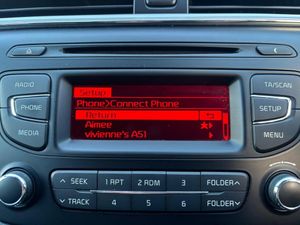 Setup
Phone>Connect Phone
Return
Aimee
vivienne's A51
RADIO
PHONE
MEDIA
TA/SCAN
SETUP
MENU
SEEK
TRACK
1 RPT
2 RDM
3
FOLDER
4
5
6
FOLDER